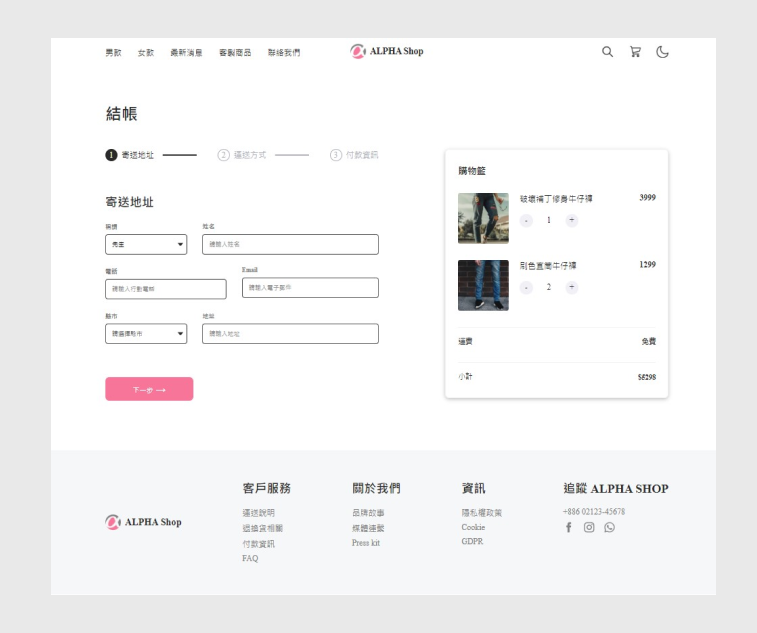 男款 女款 最新消息 客製商品 聯絡我們 ALPHA Shop
結帳
1 寄送地址 2 運送方式 3 付款資訊
寄送地址
稱謂 姓名
先生 請輸入姓名
電話 Email
請輸入行動電話 請輸入電子郵件
縣市 地址
請選擇縣市 請輸入地址
下一步 →
購物籃
破壞補丁修身牛仔褲 3999
- 1 +
刷色直筒牛仔褲 1299
- 2 +
運費 免費
小計 $5298
ALPHA Shop
客戶服務
運送說明
退換貨相關
付款資訊
FAQ
關於我們
品牌故事
媒體聯繫
Press kit
資訊
隱私權政策
Cookie
GDPR
追蹤 ALPHA SHOP
+886 02123-45678